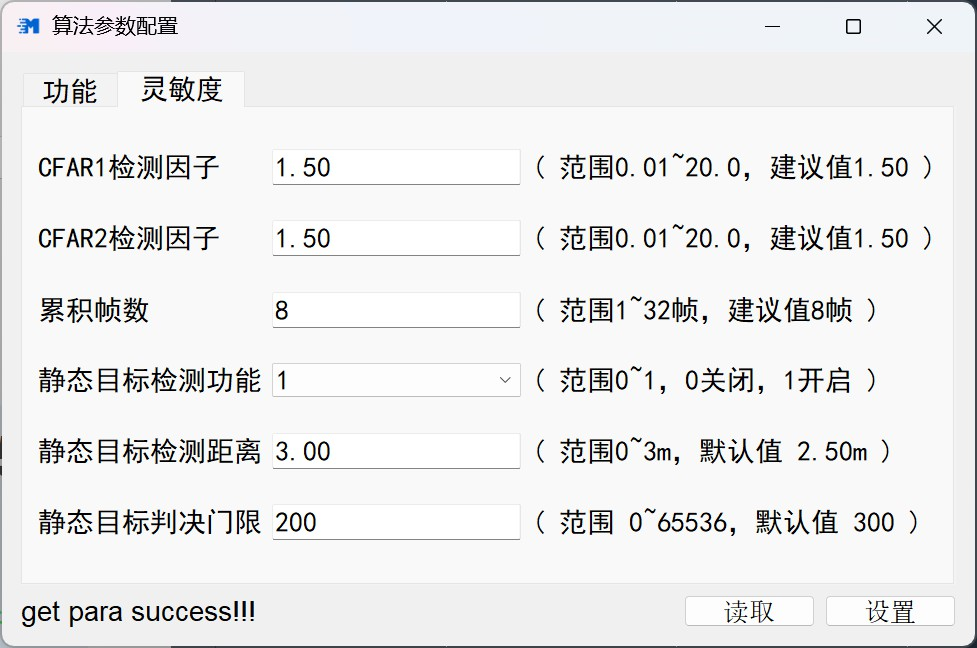 算法参数配置
功能 灵敏度
CFAR1检测因子 1.50 ( 范围0.01~20.0，建议值1.50 )
CFAR2检测因子 1.50 ( 范围0.01~20.0，建议值1.50 )
累积帧数 8 ( 范围1~32帧，建议值8帧 )
静态目标检测功能 1 ( 范围0~1，0关闭，1开启 )
静态目标检测距离 3.00 ( 范围0~3m，默认值 2.50m )
静态目标判决门限 200 ( 范围 0~65536，默认值 300 )
get para success!!! 读取 设置